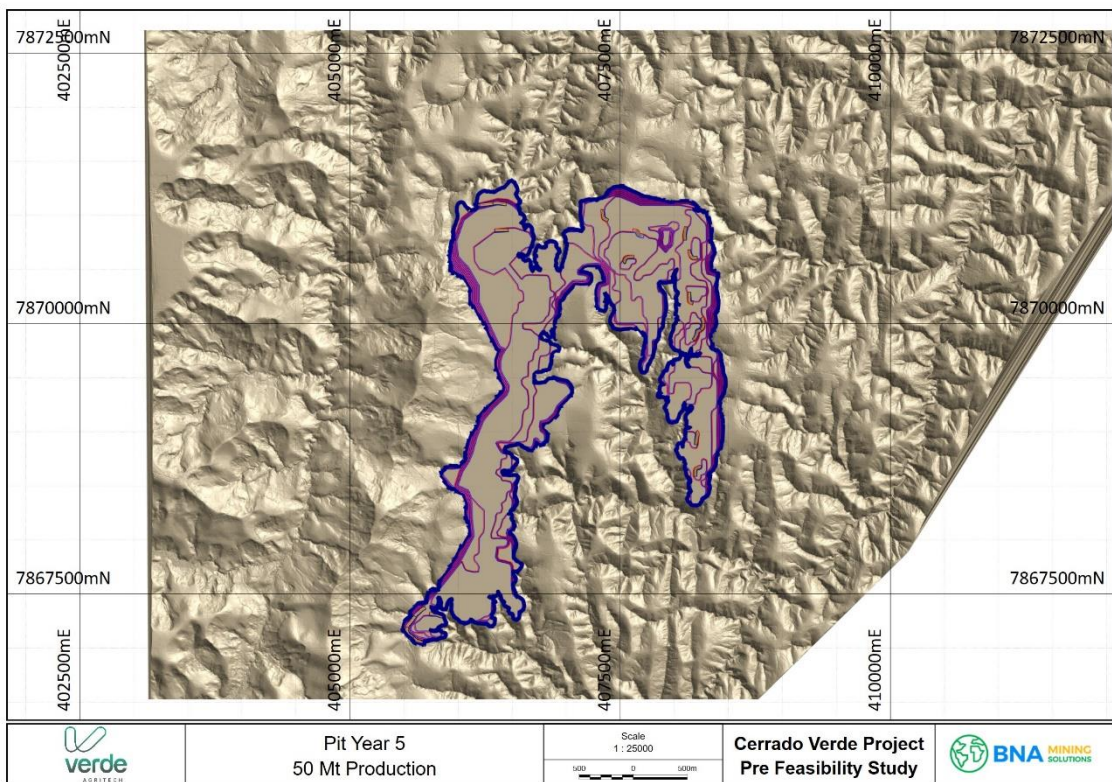 7872500mN
7872500mN
402500mE
405000mE
407500mE
410000mE
7870000mN
7870000mN
7867500mN
7867500mN
402500mE
405000mE
407500mE
410000mE
verde
AGRITECH
Pit Year 5
50 Mt Production
Scale
1 : 25000
500 0 500m
Cerrado Verde Project
Pre Feasibility Study
BNA MINING
SOLUTIONS